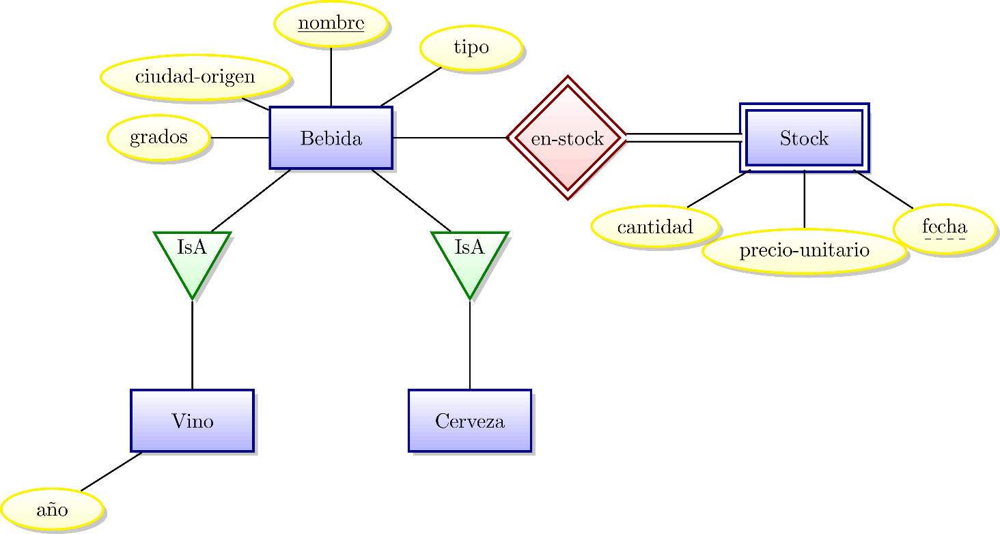 nombre
tipo
ciudad-origen
grados
Bebida
en-stock
Stock
cantidad
precio-unitario
fecha
IsA
IsA
Vino
Cerveza
año